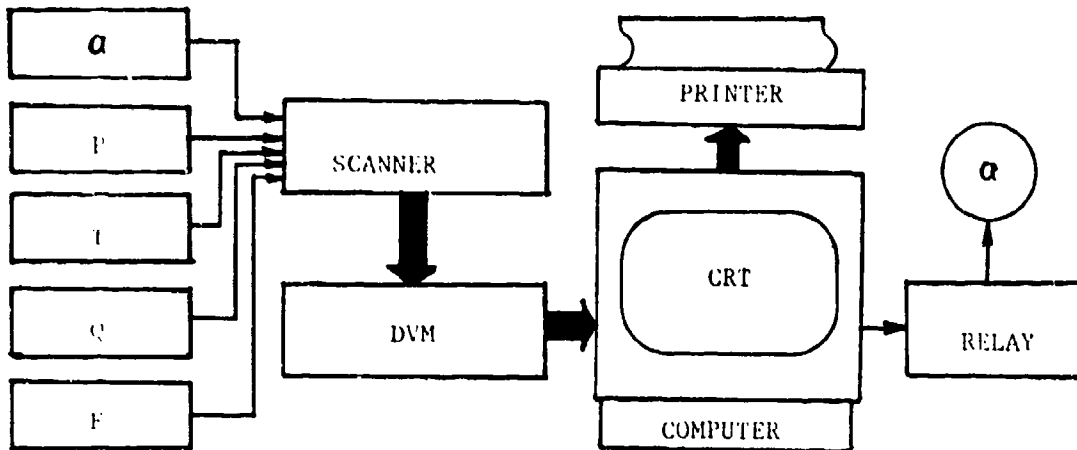 α
P
T
Q
F
SCANNER
DVM
PRINTER
CRT
COMPUTER
RELAY
α